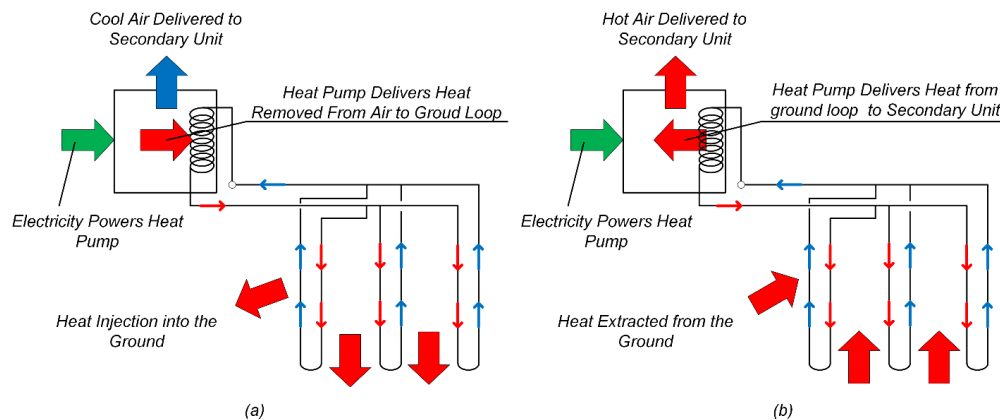 Cool Air Delivered to
Secondary Unit
Heat Pump Delivers Heat
Removed From Air to Groud Loop
Electricity Powers Heat
Pump
Heat Injection into the
Ground
(a)
Hot Air Delivered to
Secondary Unit
Heat Pump Delivers Heat from
ground loop to Secondary Unit
Electricity Powers Heat
Pump
Heat Extracted from the
Ground
(b)